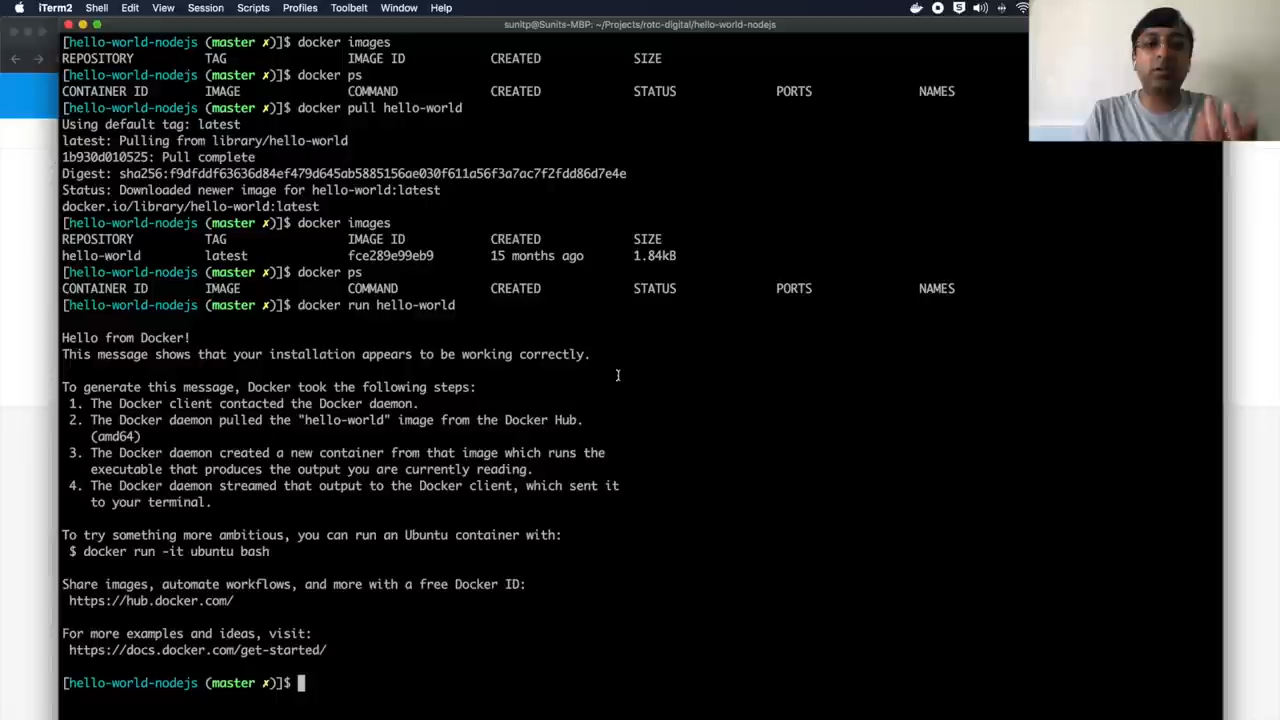 iTerm2 Shell Edit View Session Scripts Profiles Toolbelt Window Help
sunitp@Sunits-MBP:~/Projects/rotc-digital/hello-world-nodejs
[hello-world-nodejs (master ✗)]$ docker images
REPOSITORY TAG IMAGE ID CREATED SIZE
[hello-world-nodejs (master ✗)]$ docker ps
CONTAINER ID IMAGE COMMAND CREATED STATUS PORTS NAMES
[hello-world-nodejs (master ✗)]$ docker pull hello-world
Using default tag: latest
latest: Pulling from library/hello-world
1b930d010525: Pull complete
Digest: sha256:f9dfddf63636d84ef479d645ab5885156ae030f611a56f3a7ac7f2fdd86d7e4e
Status: Downloaded newer image for hello-world:latest
docker.io/library/hello-world:latest
[hello-world-nodejs (master ✗)]$ docker images
REPOSITORY TAG IMAGE ID CREATED SIZE
hello-world latest fce289e99eb9 15 months ago 1.84kB
[hello-world-nodejs (master ✗)]$ docker ps
CONTAINER ID IMAGE COMMAND CREATED STATUS PORTS NAMES
[hello-world-nodejs (master ✗)]$ docker run hello-world
Hello from Docker!
This message shows that your installation appears to be working correctly.
To generate this message, Docker took the following steps:
1. The Docker client contacted the Docker daemon.
2. The Docker daemon pulled the "hello-world" image from the Docker Hub.
(amd64)
3. The Docker daemon created a new container from that image which runs the
executable that produces the output you are currently reading.
4. The Docker daemon streamed that output to the Docker client, which sent it
to your terminal.
To try something more ambitious, you can run an Ubuntu container with:
$ docker run -it ubuntu bash
Share images, automate workflows, and more with a free Docker ID:
https://hub.docker.com/
For more examples and ideas, visit:
https://docs.docker.com/get-started/
[hello-world-nodejs (master ✗)]$